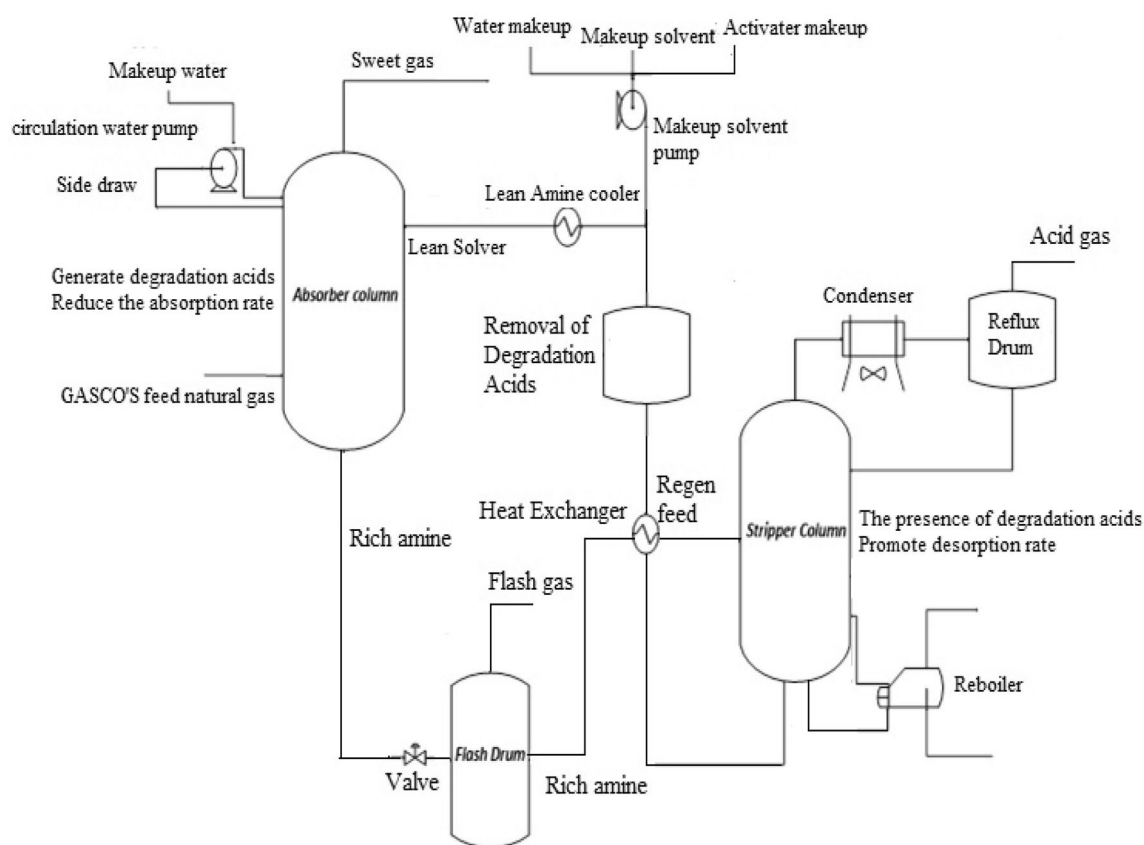 Water makeup
Makeup solvent
Activater makeup
Makeup water
Sweet gas
circulation water pump
Makeup solvent
pump
Side draw
Lean Amine cooler
Lean Solver
Acid gas
Generate degradation acids
Reduce the absorption rate
Absorber column
Condenser
Reflux
Drum
Removal of
Degradation
Acids
GASCO'S feed natural gas
Heat Exchanger
Regen
feed
Stripper Column
The presence of degradation acids
Promote desorption rate
Rich amine
Flash gas
Reboiler
Flash Drum
Valve
Rich amine